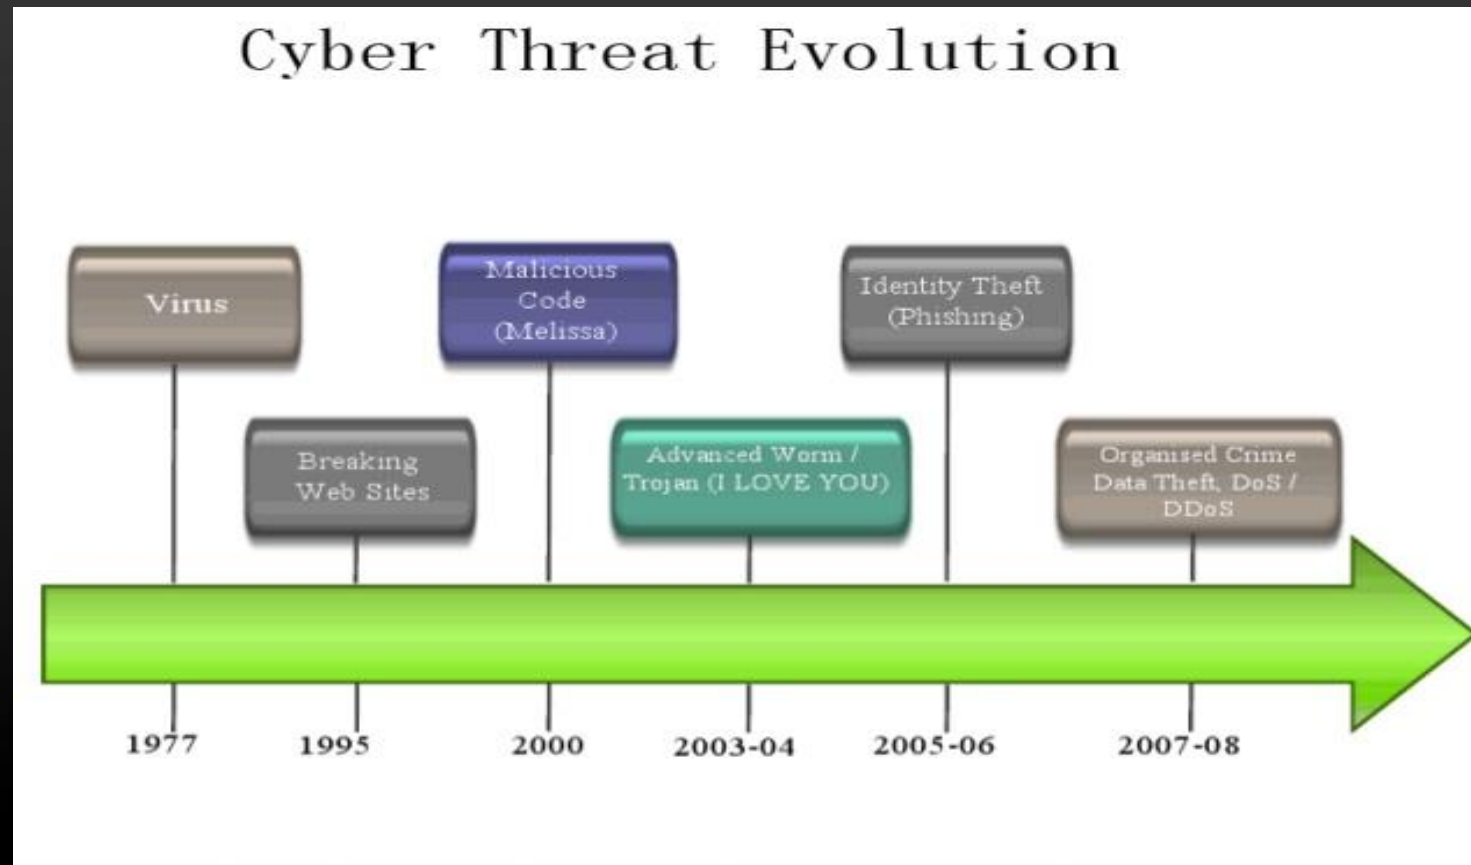 Cyber Threat Evolution
Virus
Malicious
Code
(Melissa)
Identity Theft
(Phishing)
Breaking
Web Sites
Advanced Worm /
Trojan (I LOVE YOU)
Organised Crime
Data Theft, DoS /
DDoS
1977
1995
2000
2003-04
2005-06
2007-08